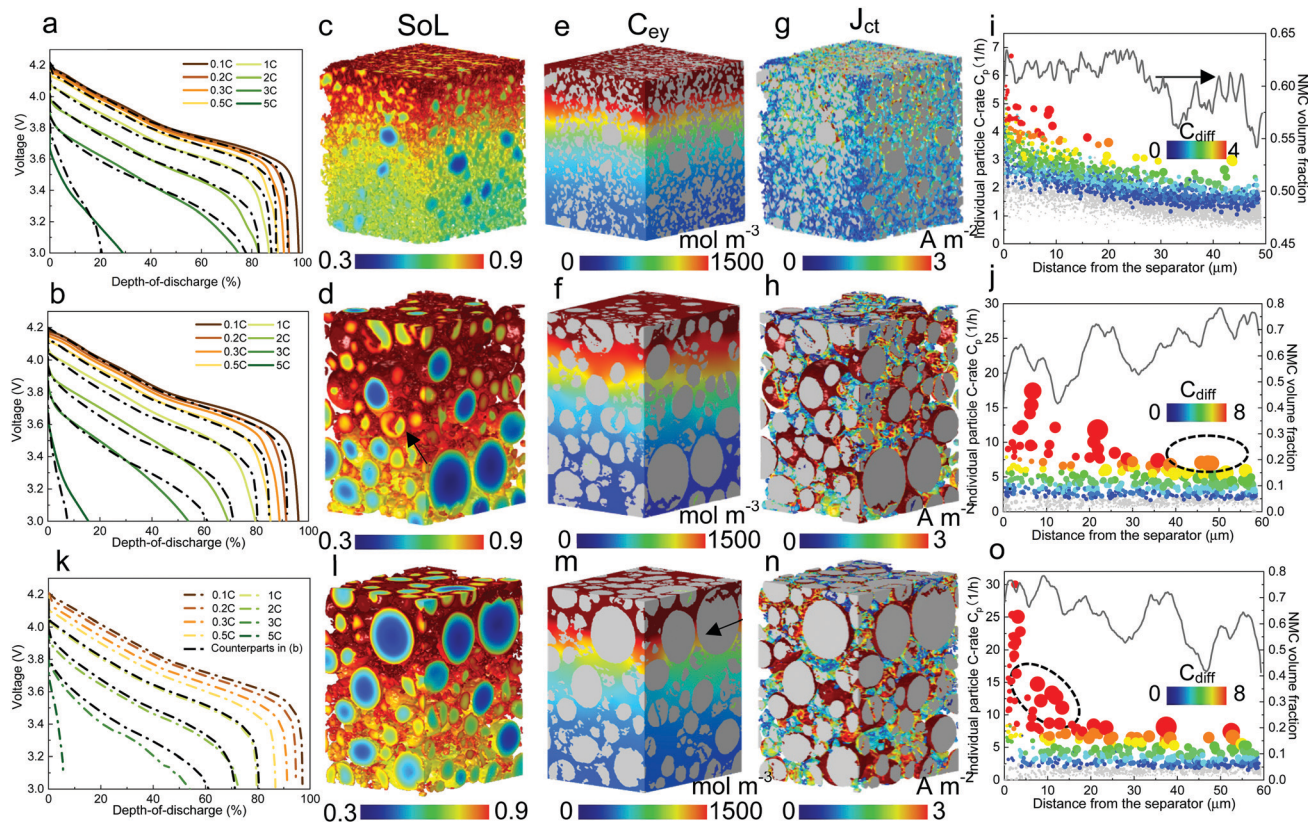 a
4.2
4.0
3.8
3.6
3.4
3.2
3.0
Voltage (V)
0.1C 1C
0.2C 2C
0.3C 3C
0.5C 5C
0 20 40 60 80 100
Depth-of-discharge (%)
c SoL
0.3 0.9
e Cey
mol m-3
0 1500
g Jct
A m-2
0 3
i
7
6
5
4
3
2
1
0
Individual particle C-rate Cp (1/h)
0.65
0.60
0.55
0.50
0.45
NMC volume fraction
Cdiff
0 4
0 10 20 30 40 50
Distance from the separator (μm)
b
4.2
4.0
3.8
3.6
3.4
3.2
3.0
Voltage (V)
0.1C 1C
0.2C 2C
0.3C 3C
0.5C 5C
0 20 40 60 80 100
Depth-of-discharge (%)
d
0.3 0.9
f
mol m-3
0 1500
h
A m-2
0 3
j
30
25
20
15
10
5
0
Individual particle C-rate Cp (1/h)
0.8
0.7
0.6
0.5
0.4
0.3
0.2
0.1
0.0
NMC volume fraction
Cdiff
0 8
0 10 20 30 40 50 60
Distance from the separator (μm)
k
4.2
4.0
3.8
3.6
3.4
3.2
3.0
Voltage (V)
0.1C 1C
0.2C 2C
0.3C 3C
0.5C 5C
Counterparts in (b)
0 20 40 60 80 100
Depth-of-discharge (%)
l
0.3 0.9
m
mol m-3
0 1500
n
A m-2
0 3
o
30
25
20
15
10
5
0
Individual particle C-rate Cp (1/h)
0.8
0.7
0.6
0.5
0.4
0.3
0.2
0.1
0.0
NMC volume fraction
Cdiff
0 8
0 10 20 30 40 50 60
Distance from the separator (μm)